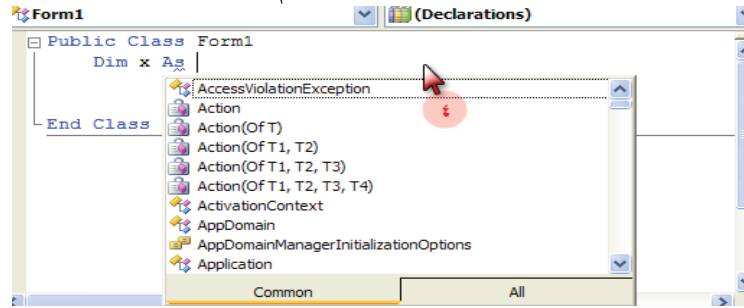 Form1 (Declarations)
Public Class Form1
Dim x As
AccessViolationException
Action
٤
Action(Of T)
Action(Of T1, T2)
Action(Of T1, T2, T3)
Action(Of T1, T2, T3, T4)
ActivationContext
AppDomain
AppDomainManagerInitializationOptions
Application
Common All
End Class